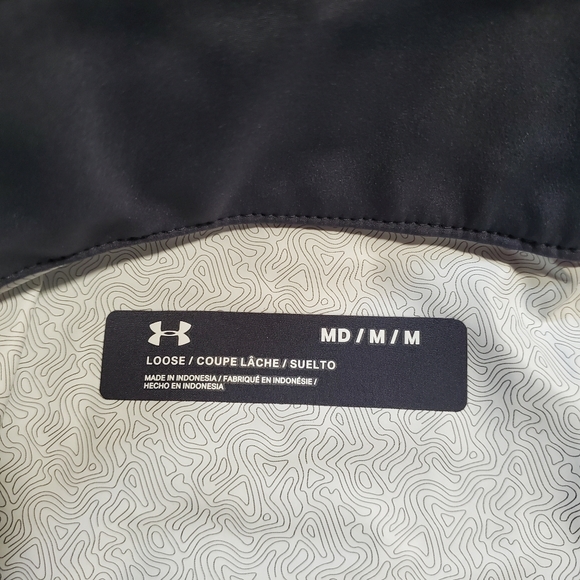 MD / M / M
LOOSE / COUPE LÂCHE / SUELTO
MADE IN INDONESIA / FABRIQUÉ EN INDONÉSIE /
HECHO EN INDONESIA